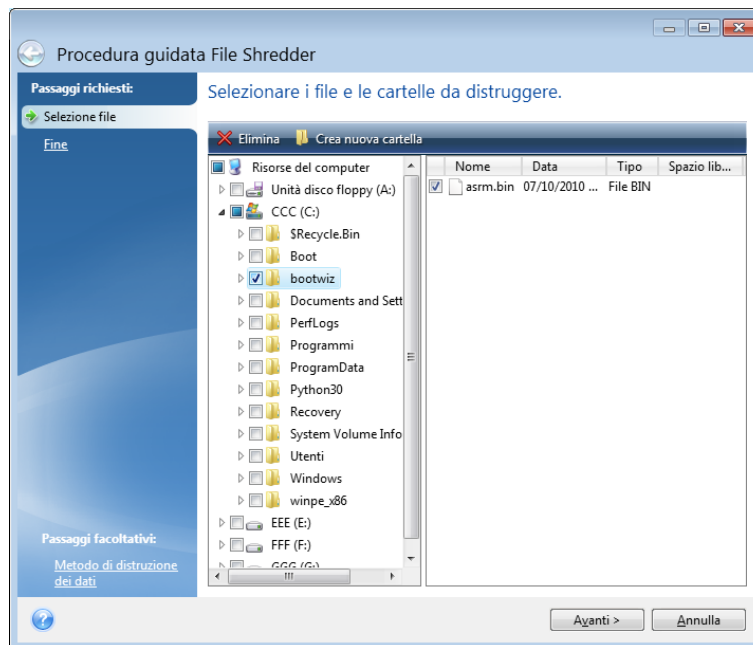 Procedura guidata File Shredder
Passaggi richiesti:
Selezione file
Fine
Selezionare i file e le cartelle da distruggere.
Elimina Crea nuova cartella
Risorse del computer
Unità disco floppy (A:)
CCC (C:)
$Recycle.Bin
Boot
bootwiz
Documents and Sett
PerfLogs
Programmi
ProgramData
Python30
Recovery
System Volume Info
Utenti
Windows
winpe_x86
EEE (E:)
FFF (F:)
GGG (G:)
Nome Data Tipo Spazio lib...
asrm.bin 07/10/2010 ... File BIN
Passaggi facoltativi:
Metodo di distruzione
dei dati
Avanti > Annulla